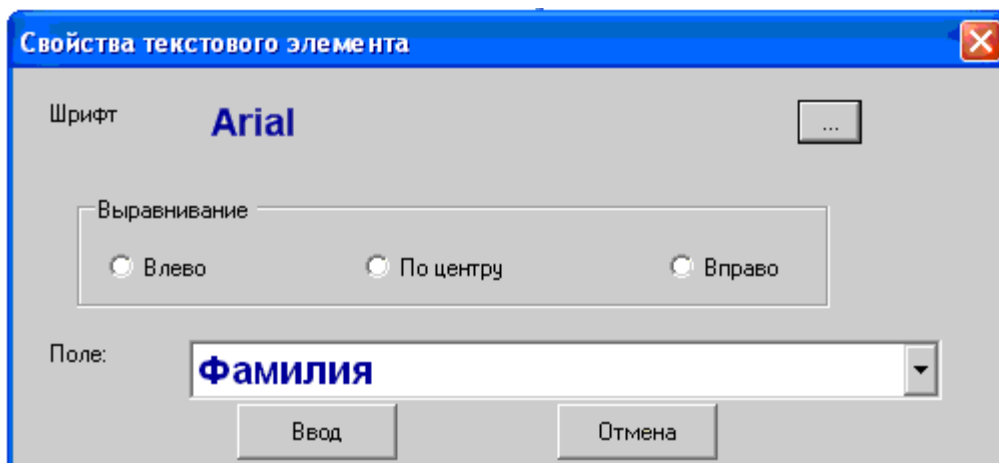 Свойства текстового элемента
Шрифт Arial ...
Выравнивание
Влево По центру Вправо
Поле: Фамилия
Ввод Отмена